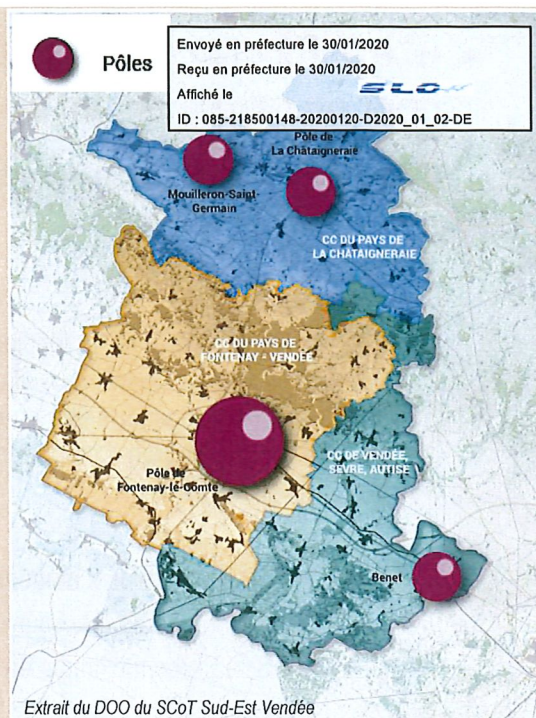 Pôles
Envoyé en préfecture le 30/01/2020
Reçu en préfecture le 30/01/2020
Affiché le
SLO
ID : 085-218500148-20200120-D2020_01_02-DE
Pôle de
La Châtaigneraie
Mouilleron-Saint-
Germain
CC DU PAYS DE
LA CHÂTAIGNERAIE
CC DU PAYS DE
FONTENAY - VENDÉE
Pôle de
Fontenay-le-Comte
CC DE VENDÉE,
SÈVRE, AUTISE
Benet
Extrait du DOO du SCoT Sud-Est Vendée